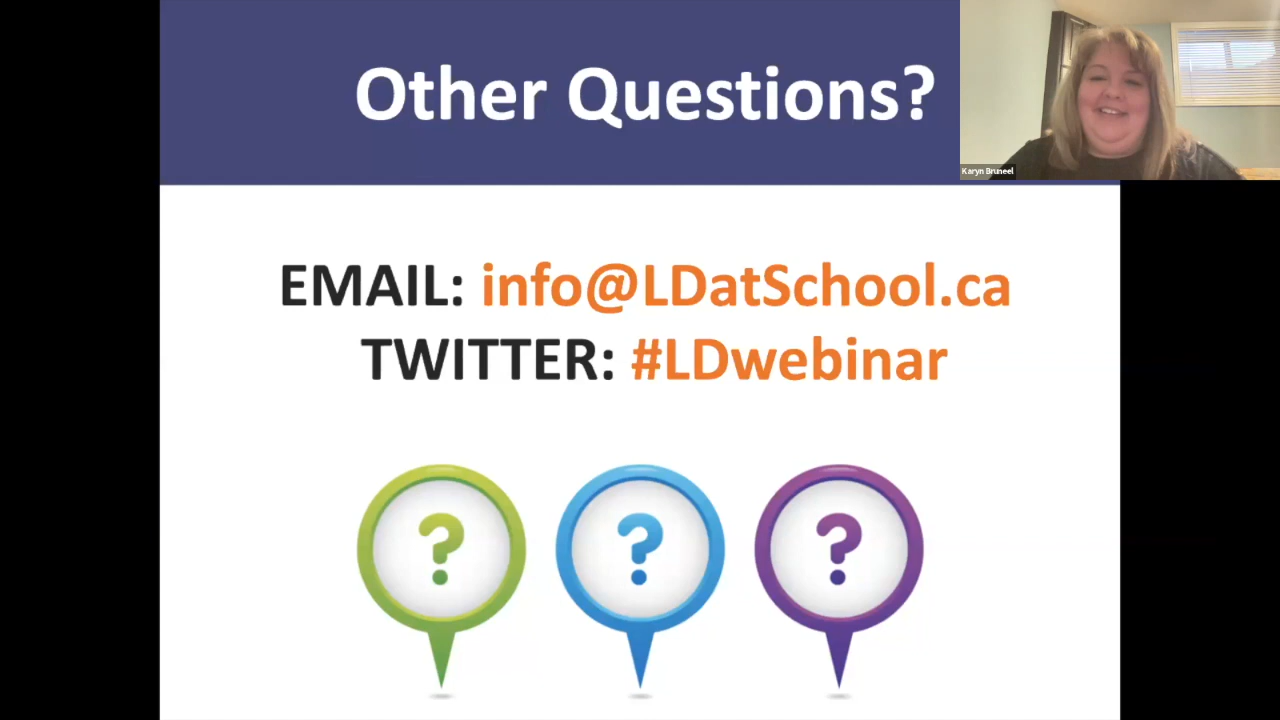 Other Questions?
Karyn Bruneel
EMAIL: info@LDatSchool.ca
TWITTER: #LDwebinar
? ? ?